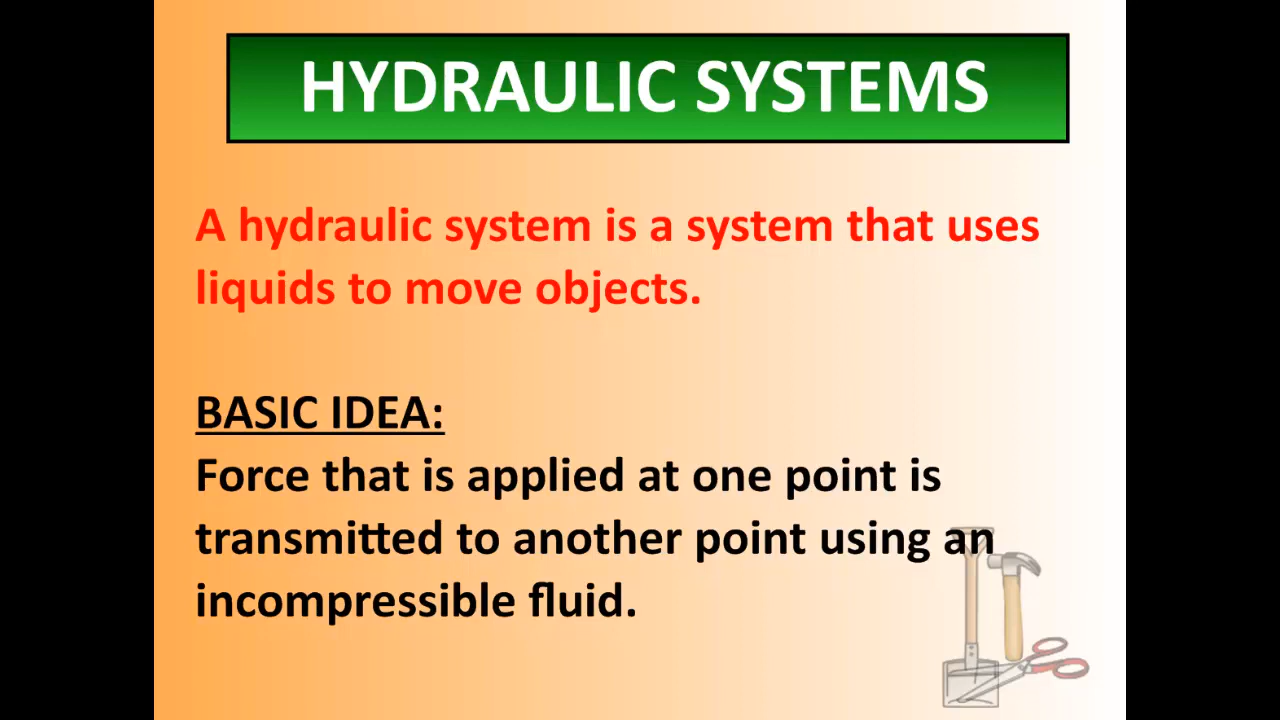 HYDRAULIC SYSTEMS
A hydraulic system is a system that uses
liquids to move objects.
BASIC IDEA:
Force that is applied at one point is
transmitted to another point using an
incompressible fluid.